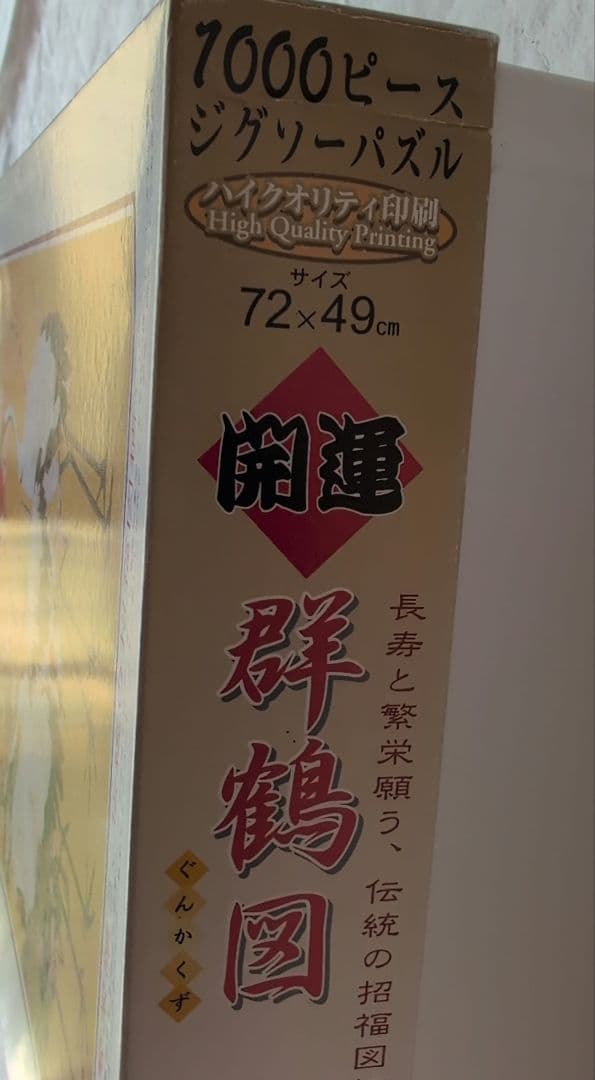 1000ピース
ジグソーパズル
ハイクオリティ印刷
High Quality Printing
サイズ
72×49cm
開運
群鶴図
ぐんかくず
長寿と繁栄願う、伝統の招福図